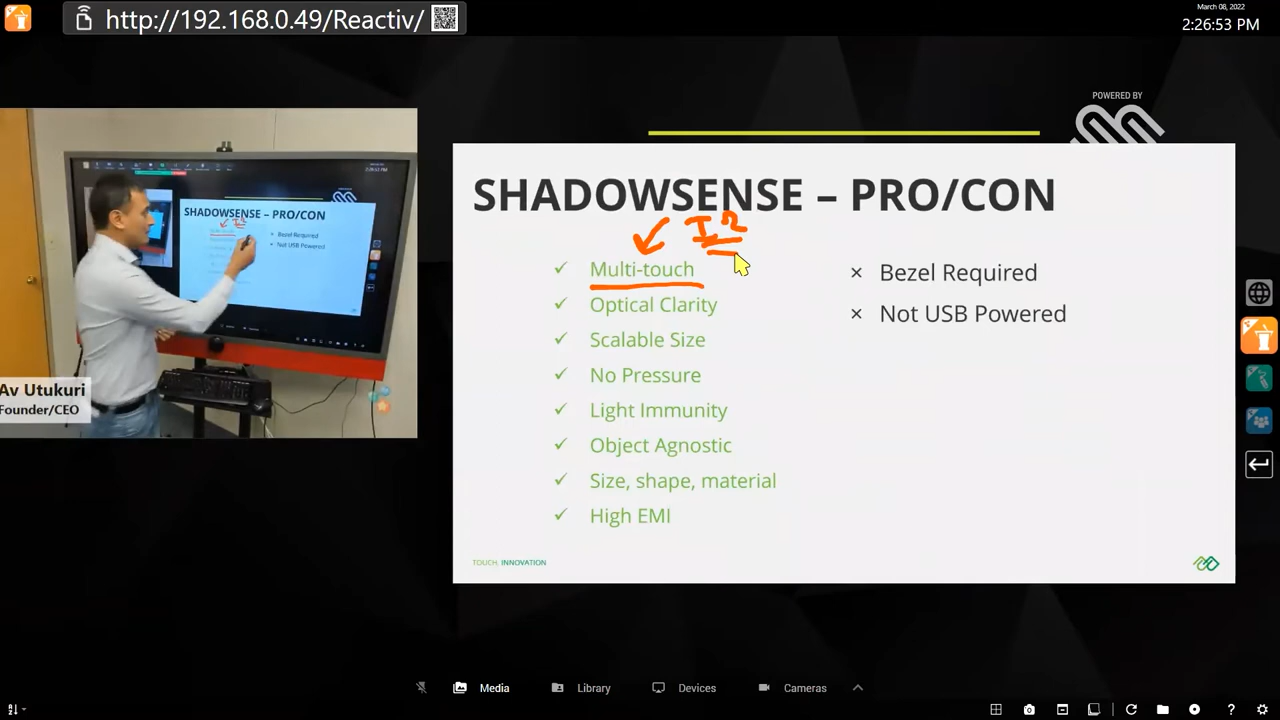 http://192.168.0.49/Reactiv/
March 08, 2022
2:26:53 PM
POWERED BY
SHADOWSENSE – PRO/CON
I2
✓ Multi-touch
✓ Optical Clarity
✓ Scalable Size
✓ No Pressure
✓ Light Immunity
✓ Object Agnostic
✓ Size, shape, material
✓ High EMI
× Bezel Required
× Not USB Powered
TOUCH. INNOVATION
SHADOWSENSE – PRO/CON
Bezel Required
Not USB Powered
Av Utukuri
Founder/CEO
Media
Library
Devices
Cameras